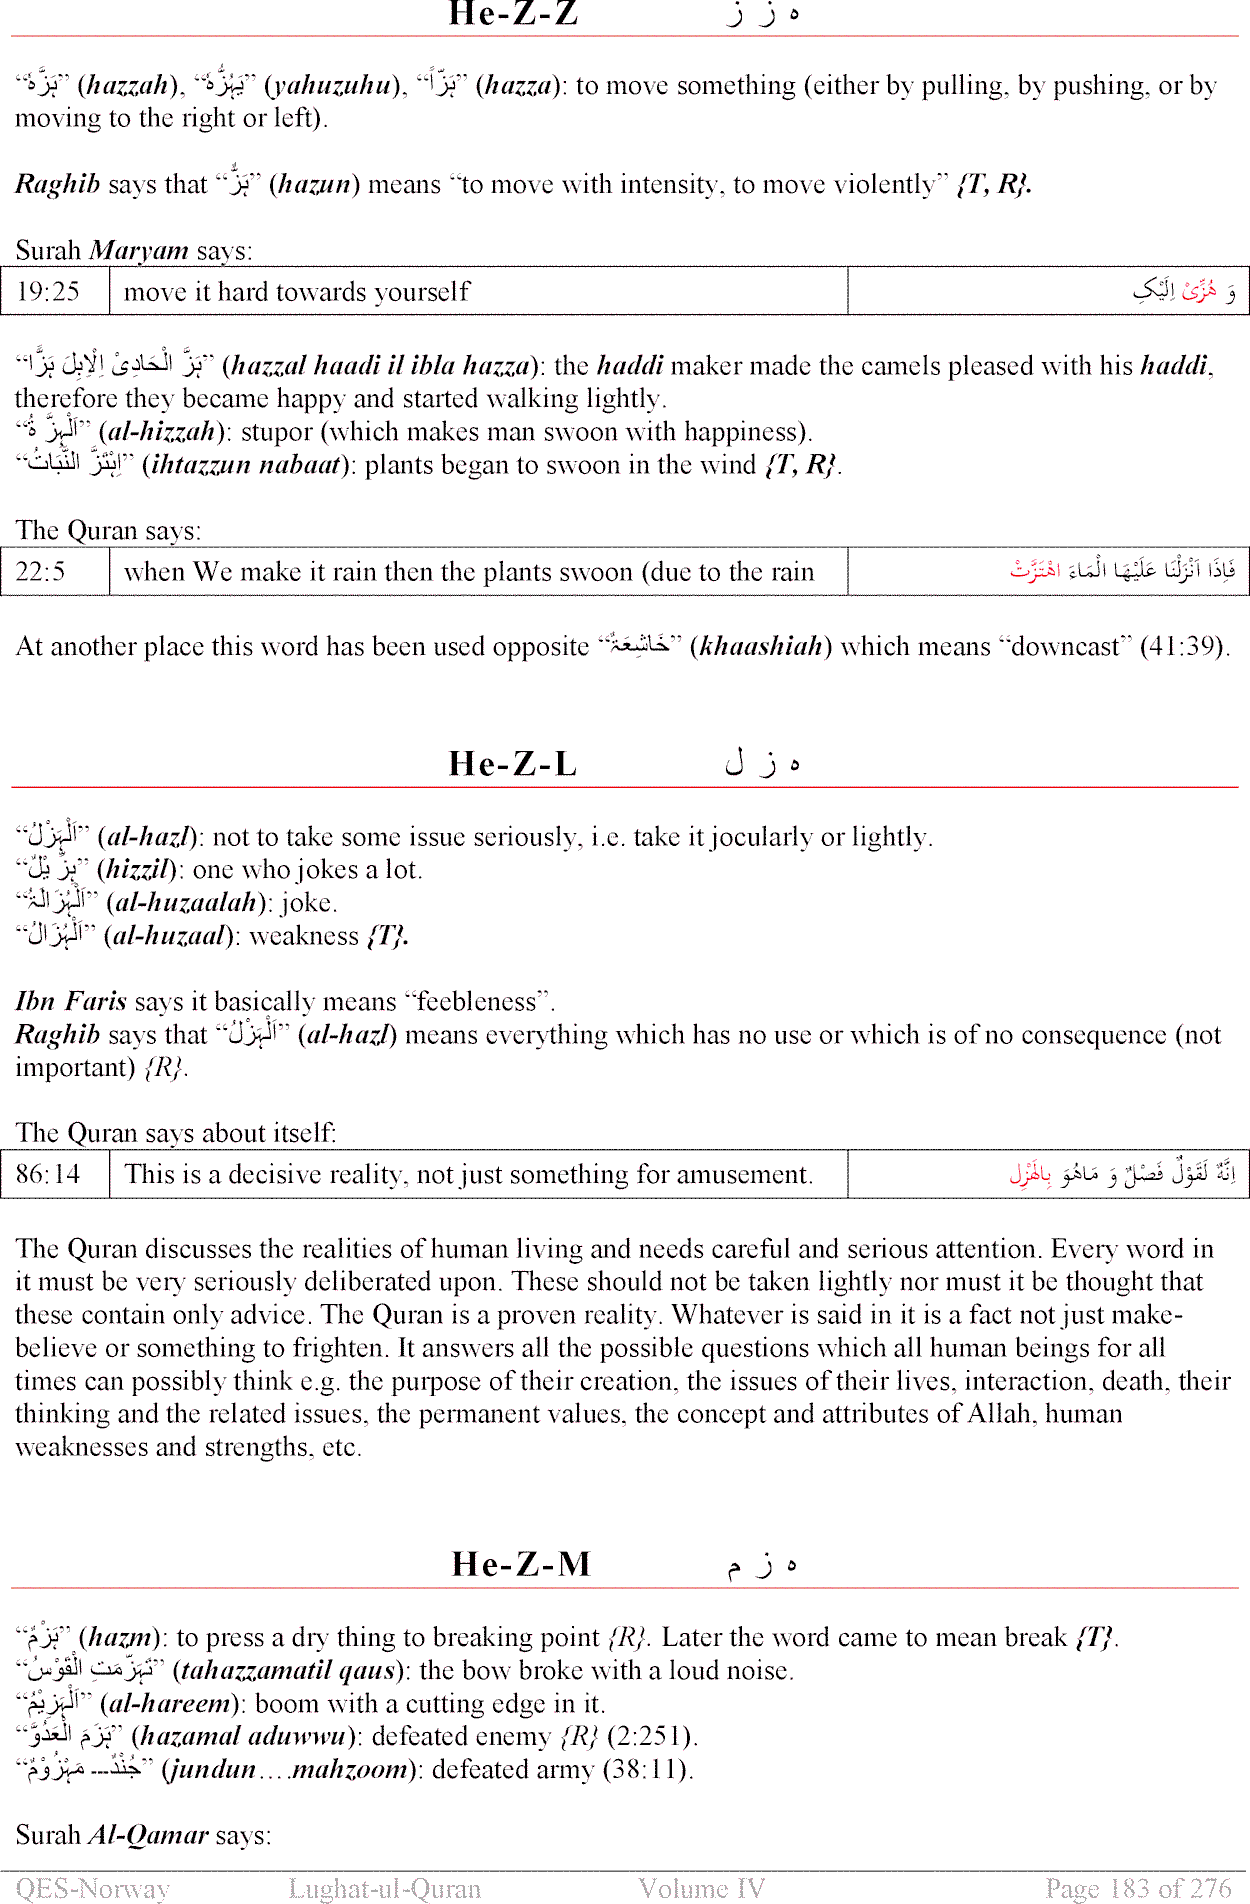 He-Z-Z ه ز ز
“هَزَّهٗ” (hazzah), “يَهُزُّهٗ” (yahuzuhu), “هَزّاً” (hazza): to move something (either by pulling, by pushing, or by
moving to the right or left).
Raghib says that “هَزٌّ” (hazun) means “to move with intensity, to move violently” {T, R}.
Surah Maryam says:
19:25 move it hard towards yourself وَ هُزِّىْ اِلَيْكِ
“هَزَّ الْحَادِىْ اِلْاِبِلَ هَزًّا” (hazzal haadi il ibla hazza): the haddi maker made the camels pleased with his haddi,
therefore they became happy and started walking lightly.
“اَلْهِزَّ ةُ” (al-hizzah): stupor (which makes man swoon with happiness).
“اِهْتَزَّ النَّبَاتُ” (ihtazzun nabaat): plants began to swoon in the wind {T, R}.
The Quran says:
22:5 when We make it rain then the plants swoon (due to the rain فَاِذَا اَنْزَلْنَا عَلَيْهَا الْمَاءَ اهْتَزَّتْ
At another place this word has been used opposite “خَاشِعَةٌ” (khaashiah) which means “downcast” (41:39).
He-Z-L ه ز ل
“اَلْهَزْلُ” (al-hazl): not to take some issue seriously, i.e. take it jocularly or lightly.
“هِزِّ يْلٌ” (hizzil): one who jokes a lot.
“اَلْهُزَالَةُ” (al-huzaalah): joke.
“اَلْهُزَالُ” (al-huzaal): weakness {T}.
Ibn Faris says it basically means “feebleness”.
Raghib says that “اَلْهَزْلُ” (al-hazl) means everything which has no use or which is of no consequence (not
important) {R}.
The Quran says about itself:
86:14 This is a decisive reality, not just something for amusement. اِنَّهٗ لَقَوْلٌ فَصْلٌ وَ مَاهُوَ بِالْهَزْلِ
The Quran discusses the realities of human living and needs careful and serious attention. Every word in
it must be very seriously deliberated upon. These should not be taken lightly nor must it be thought that
these contain only advice. The Quran is a proven reality. Whatever is said in it is a fact not just make-
believe or something to frighten. It answers all the possible questions which all human beings for all
times can possibly think e.g. the purpose of their creation, the issues of their lives, interaction, death, their
thinking and the related issues, the permanent values, the concept and attributes of Allah, human
weaknesses and strengths, etc.
He-Z-M ه ز م
“هَزْمٌ” (hazm): to press a dry thing to breaking point {R}. Later the word came to mean break {T}.
“تَهَزَّمَتِ الْقَوْسُ” (tahazzamatil qaus): the bow broke with a loud noise.
“اَلْهَزِيْمُ” (al-hareem): boom with a cutting edge in it.
“هَزَمَ الْعَدُوَّ” (hazamal aduwwu): defeated enemy {R} (2:251).
“جُنْدٌ--- مَهْزُوْمٌ” (jundun….mahzoom): defeated army (38:11).
Surah Al-Qamar says:
QES-Norway Lughat-ul-Quran Volume IV Page 183 of 276